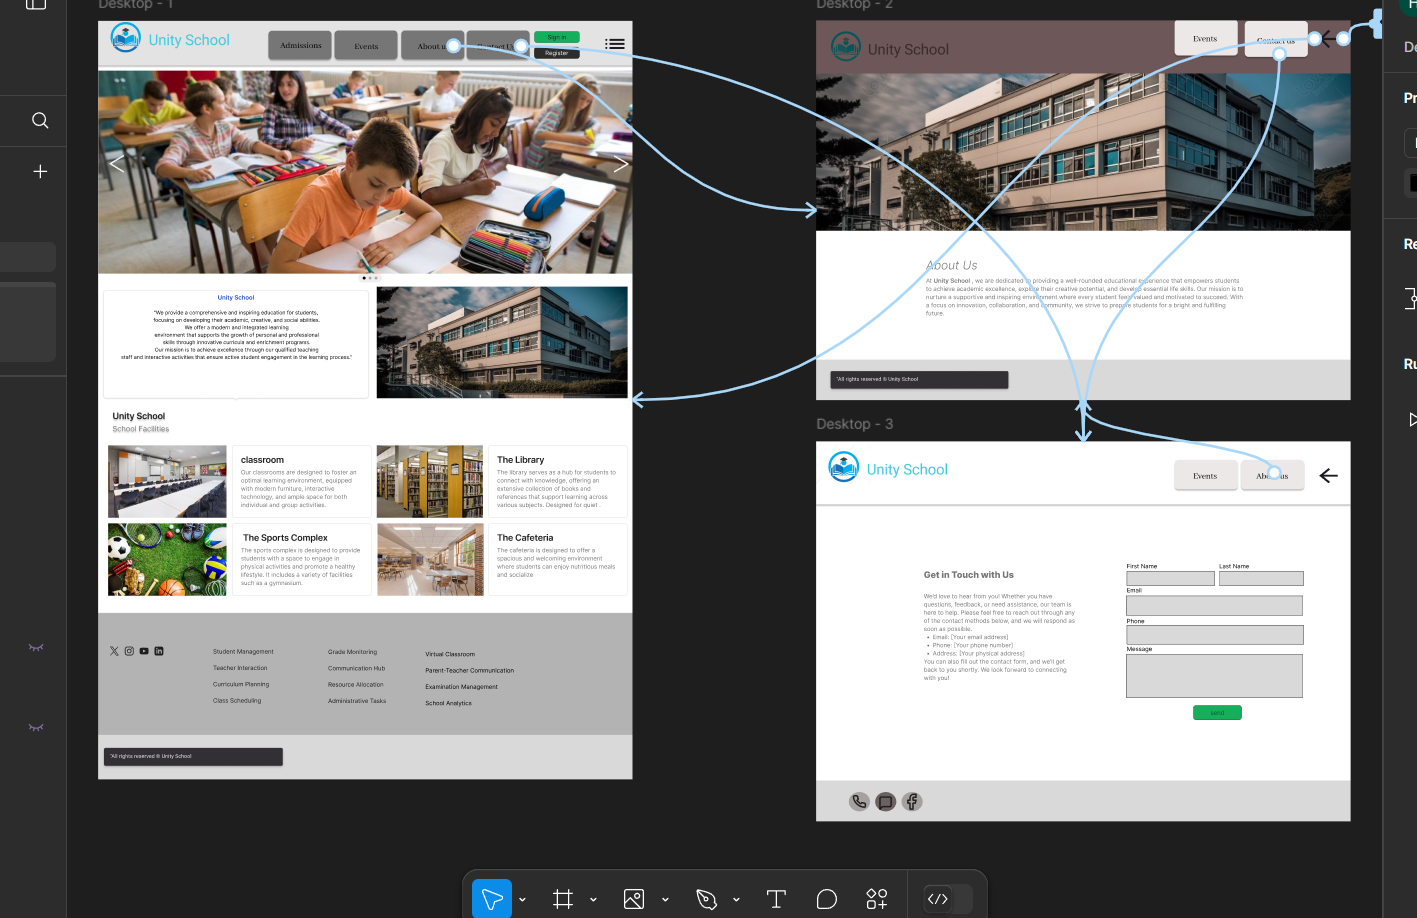 Desktop - 1
Unity School
Admissions
Events
About u
Contact U
Sign in
Register
Unity School
"We provide a comprehensive and inspiring education for students,
focusing on developing their academic, creative, and social abilities.
We offer a modern and integrated learning
environment that supports the growth of personal and professional
skills through innovative curricula and enrichment programs.
Our mission is to achieve excellence through our qualified teaching
staff and interactive activities that ensure active student engagement in the learning process."
Unity School
School Facilities
classroom
Our classrooms are designed to foster an
optimal learning environment, equipped
with modern furniture, interactive
technology, and ample space for both
individual and group activities.
The Library
The library serves as a hub for students to
connect with knowledge, offering an
extensive collection of books and
references that support learning across
various subjects. Designed for quiet
The Sports Complex
The sports complex is designed to provide
students with a space to engage in
physical activities and promote a healthy
lifestyle. It includes a variety of facilities
such as a gymnasium.
The Cafeteria
The cafeteria is designed to offer a
spacious and welcoming environment
where students can enjoy nutritious meals
and socialize
Student Management
Teacher Interaction
Curriculum Planning
Class Scheduling
Grade Monitoring
Communication Hub
Resource Allocation
Administrative Tasks
Virtual Classroom
Parent-Teacher Communication
Examination Management
School Analytics
"All rights reserved © Unity School
Desktop - 2
Unity School
Events
Contact us
About Us
At Unity School , we are dedicated to providing a well-rounded educational experience that empowers students
to achieve academic excellence, explore their creative potential, and develop essential life skills. Our mission is to
nurture a supportive and inspiring environment where every student feels valued and motivated to succeed. With
a focus on innovation, collaboration, and community, we strive to prepare students for a bright and fulfilling
future.
"All rights reserved © Unity School
Desktop - 3
Unity School
Events
About us
Get in Touch with Us
We'd love to hear from you! Whether you have
questions, feedback, or need assistance, our team is
here to help. Please feel free to reach out through any
of the contact methods below, and we will respond as
soon as possible.
• Email: [Your email address]
• Phone: [Your phone number]
• Address: [Your physical address]
You can also fill out the contact form, and we'll get
back to you shortly. We look forward to connecting
with you!
First Name
Last Name
Email
Phone
Message
send
De
Pr
Re
Ru